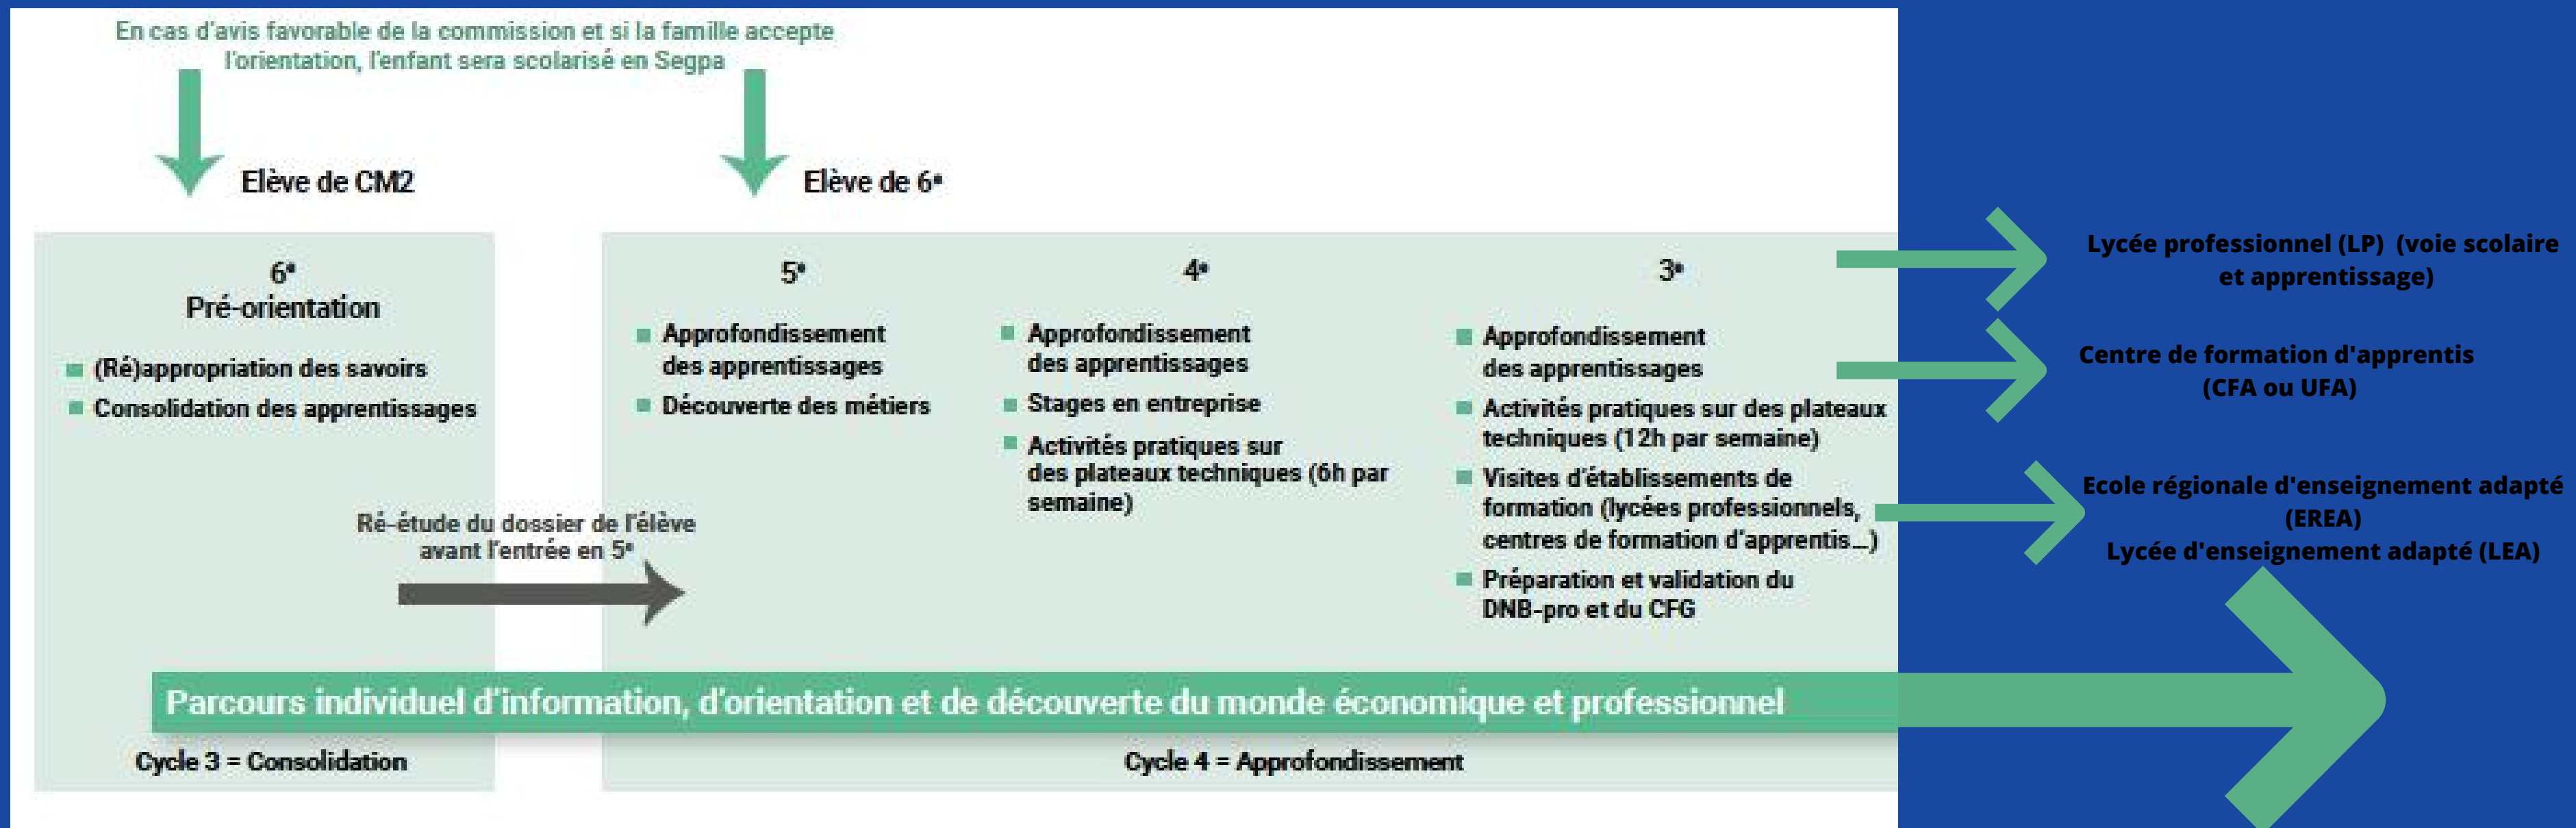 En cas d'avis favorable de la commission et si la famille accepte
l'orientation, l'enfant sera scolarisé en Segpa
Elève de CM2
Elève de 6e
6e
Pré-orientation
(Ré)appropriation des savoirs
Consolidation des apprentissages
Ré-étude du dossier de l'élève
avant l'entrée en 5e
5e
Approfondissement
des apprentissages
Découverte des métiers
4e
Approfondissement
des apprentissages
Stages en entreprise
Activités pratiques sur
des plateaux techniques (6h par
semaine)
3e
Approfondissement
des apprentissages
Activités pratiques sur des plateaux
techniques (12h par semaine)
Visites d'établissements de
formation (lycées professionnels,
centres de formation d'apprentis...)
Préparation et validation du
DNB-pro et du CFG
Lycée professionnel (LP) (voie scolaire
et apprentissage)
Centre de formation d'apprentis
(CFA ou UFA)
Ecole régionale d'enseignement adapté
(EREA)
Lycée d'enseignement adapté (LEA)
Parcours individuel d'information, d'orientation et de découverte du monde économique et professionnel
Cycle 3 = Consolidation
Cycle 4 = Approfondissement